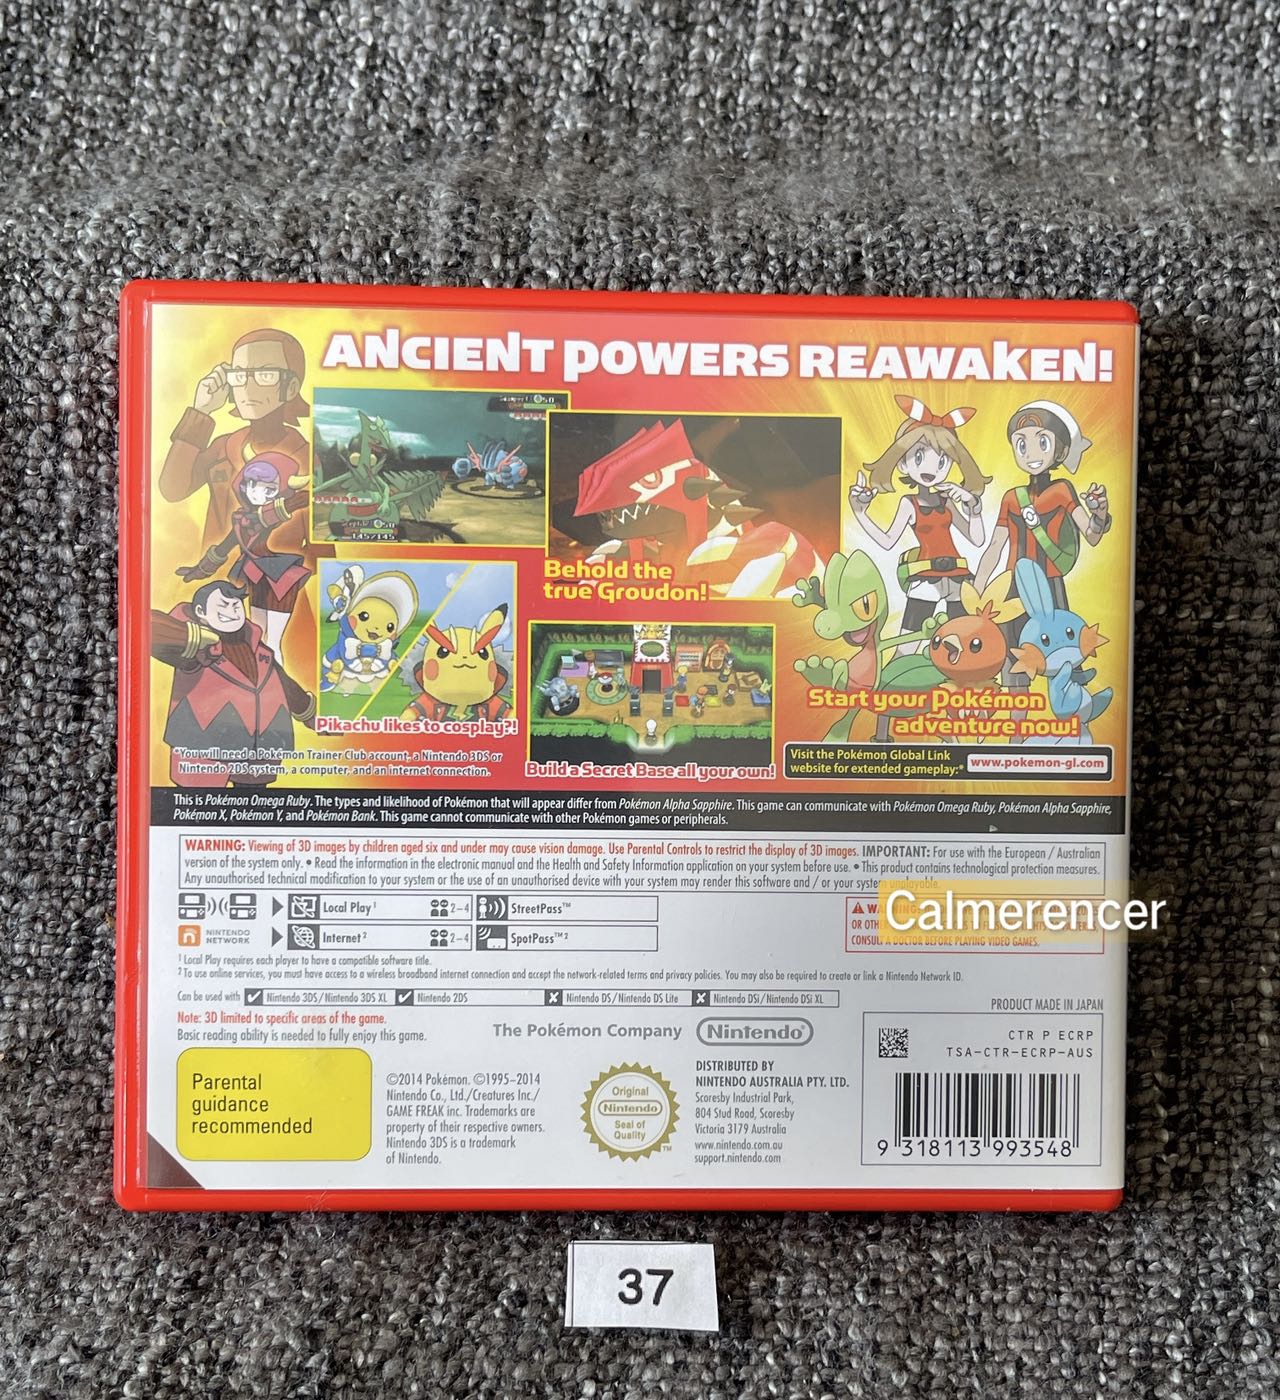 ANCIENT POWERS REAWAKEN!
Behold the
true Groudon!
Pikachu likes to cosplay?!
Build a Secret Base all your own!
Start your Pokémon
adventure now!
*You will need a Pokémon Trainer Club account, a Nintendo 3DS or
Nintendo 2DS system, a computer, and an internet connection.
Visit the Pokémon Global Link
website for extended gameplay:*
www.pokemon-gl.com
This is Pokémon Omega Ruby. The types and likelihood of Pokémon that will appear differ from Pokémon Alpha Sapphire. This game can communicate with Pokémon Omega Ruby, Pokémon Alpha Sapphire,
Pokémon X, Pokémon Y, and Pokémon Bank. This game cannot communicate with other Pokémon games or peripherals.
WARNING: Viewing of 3D images by children aged six and under may cause vision damage. Use Parental Controls to restrict the display of 3D images. IMPORTANT: For use with the European / Australian
version of the system only. • Read the information in the electronic manual and the Health and Safety Information application on your system before use. • This product contains technological protection measures.
Any unauthorised technical modification to your system or the use of an unauthorised device with your system may render this software and / or your system unplayable.
Local Play¹ 2-4 StreetPass™
NINTENDO
NETWORK
Internet² 2-4 SpotPass™²
WARNING:
OR OTH
CONSULT A DOCTOR BEFORE PLAYING VIDEO GAMES.
Calmerencer
¹ Local Play requires each player to have a compatible software title.
² To use online services, you must have access to a wireless broadband internet connection and accept the network-related terms and privacy policies. You may also be required to create or link a Nintendo Network ID.
Can be used with Nintendo 3DS/Nintendo 3DS XL Nintendo 2DS Nintendo DS/Nintendo DS Lite Nintendo DSi/Nintendo DSi XL
Note: 3D limited to specific areas of the game.
Basic reading ability is needed to fully enjoy this game.
The Pokémon Company Nintendo®
PRODUCT MADE IN JAPAN
CTR P ECRP
TSA-CTR-ECRP-AUS
9 318113 993548
Parental
guidance
recommended
©2014 Pokémon. ©1995–2014
Nintendo Co., Ltd./Creatures Inc./
GAME FREAK inc. Trademarks are
property of their respective owners.
Nintendo 3DS is a trademark
of Nintendo.
Original
Nintendo
Seal of
Quality
TM
DISTRIBUTED BY
NINTENDO AUSTRALIA PTY. LTD.
Scoresby Industrial Park,
804 Stud Road, Scoresby
Victoria 3179 Australia
www.nintendo.com.au
support.nintendo.com
37